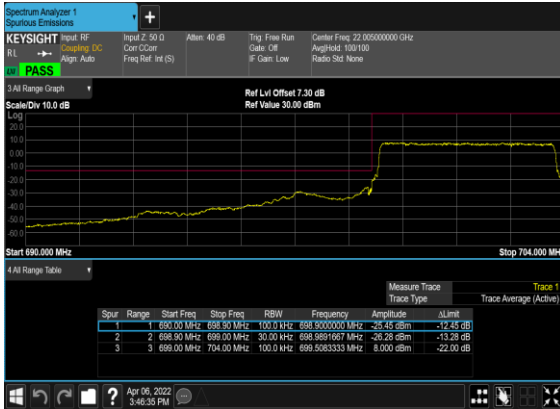 Spectrum Analyzer 1
Spurious Emissions
+
KEYSIGHT Input: RF Input Z: 50 Ω Atten: 40 dB Trig: Free Run Center Freq: 22.005000000 GHz
RL Coupling: DC Corr CCorr Gate: Off Avg|Hold: 100/100
Align: Auto Freq Ref: Int (S) IF Gain: Low Radio Std: None
PASS
3 All Range Graph
Ref Lvl Offset 7.30 dB
Scale/Div 10.0 dB Ref Value 30.00 dBm
Log
20.0
10.0
0.00
-10.0
-20.0
-30.0
-40.0
-50.0
-60.0
Start 690.000 MHz Stop 704.000 MH
4 All Range Table
Measure Trace Trace 1
Trace Type Trace Average (Active)
Spur Range Start Freq Stop Freq RBW Frequency Amplitude ΔLimit
1 1 690.00 MHz 698.90 MHz 100.0 kHz 698.9000000 MHz -25.45 dBm -12.45 dB
2 2 698.90 MHz 699.00 MHz 30.00 kHz 698.9891667 MHz -26.28 dBm -13.28 dB
3 3 699.00 MHz 704.00 MHz 100.0 kHz 699.5083333 MHz 8.000 dBm -22.00 dB
? Apr 06, 2022
3:46:35 PM